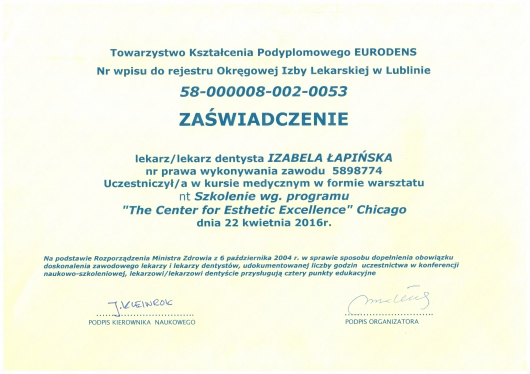 Towarzystwo Kształcenia Podyplomowego EURODENS
Nr wpisu do rejestru Okręgowej Izby Lekarskiej w Lublinie
58-000008-002-0053
ZAŚWIADCZENIE
lekarz/lekarz dentysta IZABELA ŁAPIŃSKA
nr prawa wykonywania zawodu 5898774
Uczestniczył/a w kursie medycznym w formie warsztatu
nt Szkolenie wg. programu
"The Center for Esthetic Excellence" Chicago
dnia 22 kwietnia 2016r.
Na podstawie Rozporządzenia Ministra Zdrowia z 6 października 2004 r. w sprawie sposobu dopełnienia obowiązku
doskonalenia zawodowego lekarzy i lekarzy dentystów, udokumentowanej liczby godzin uczestnictwa w konferencji
naukowo-szkoleniowej, lekarzowi/lekarzowi dentyście przysługują cztery punkty edukacyjne
J.KLEINROK
PODPIS KIEROWNIKA NAUKOWEGO
PODPIS ORGANIZATORA